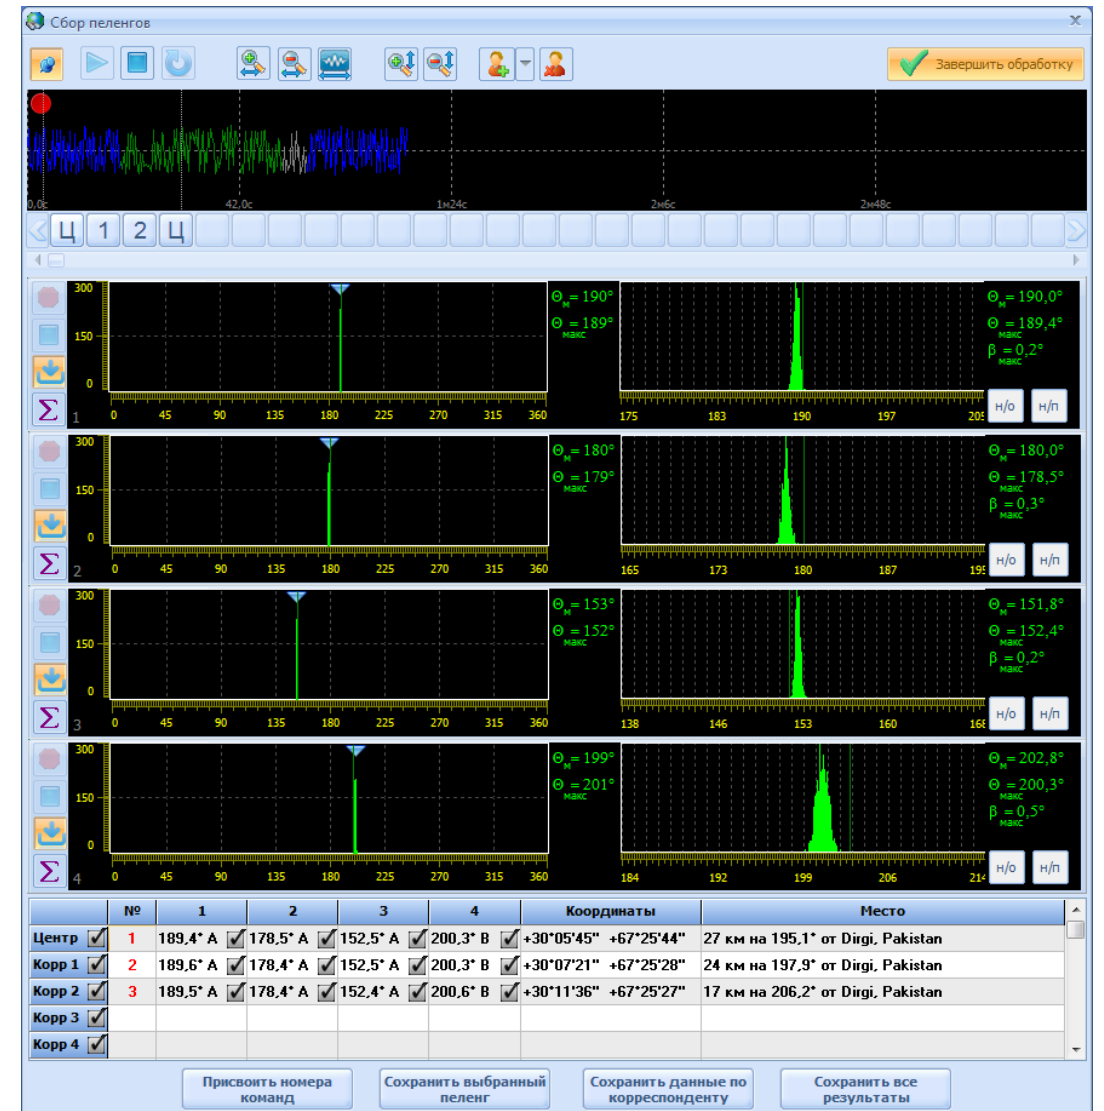 Сбор пеленгов
x
Завершить обработку
0,0с 42,0с 1м24с 2м6с 2м48с
Ц 1 2 Ц
300
150
0
Σ 1
0 45 90 135 180 225 270 315 360
Θм = 190°
Θмакс = 189°
175 183 190 197 205
Θм = 190,0°
Θмакс = 189,4°
βмакс = 0,2°
н/о н/п
300
150
0
Σ 2
0 45 90 135 180 225 270 315 360
Θм = 180°
Θмакс = 179°
165 173 180 187 195
Θм = 180,0°
Θмакс = 178,5°
βмакс = 0,3°
н/о н/п
300
150
0
Σ 3
0 45 90 135 180 225 270 315 360
Θм = 153°
Θмакс = 152°
138 146 153 160 168
Θм = 151,8°
Θмакс = 152,4°
βмакс = 0,2°
н/о н/п
300
150
0
Σ 4
0 45 90 135 180 225 270 315 360
Θм = 199°
Θмакс = 201°
184 192 199 206 214
Θм = 202,8°
Θмакс = 200,3°
βмакс = 0,5°
н/о н/п
№ 1 2 3 4 Координаты Место
Центр 1 189,4° A 178,5° A 152,5° A 200,3° B +30°05'45" +67°25'44" 27 км на 195,1° от Dirgi, Pakistan
Корр 1 2 189,6° A 178,4° A 152,5° A 200,3° B +30°07'21" +67°25'28" 24 км на 197,9° от Dirgi, Pakistan
Корр 2 3 189,5° A 178,4° A 152,4° A 200,6° B +30°11'36" +67°25'27" 17 км на 206,2° от Dirgi, Pakistan
Корр 3
Корр 4
Присвоить номера команд
Сохранить выбранный пеленг
Сохранить данные по корреспонденту
Сохранить все результаты